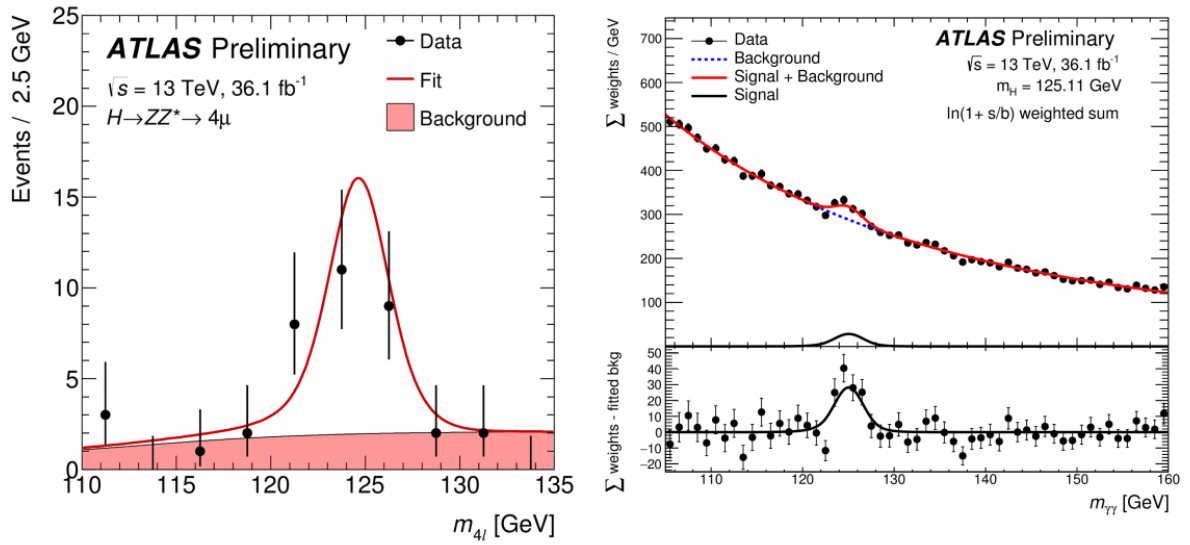 Events / 2.5 GeV
25
20
15
10
5
0
ATLAS Preliminary
√s = 13 TeV, 36.1 fb⁻¹
H→ZZ*→ 4μ
Data
Fit
Background
110 115 120 125 130 135
m₄ₗ [GeV]
Σ weights / GeV
700
600
500
400
300
200
100
Data
Background
Signal + Background
Signal
ATLAS Preliminary
√s = 13 TeV, 36.1 fb⁻¹
m_H = 125.11 GeV
ln(1+ s/b) weighted sum
Σ weights - fitted bkg
50
40
30
20
10
0
−10
−20
110 120 130 140 150 160
m_γγ [GeV]